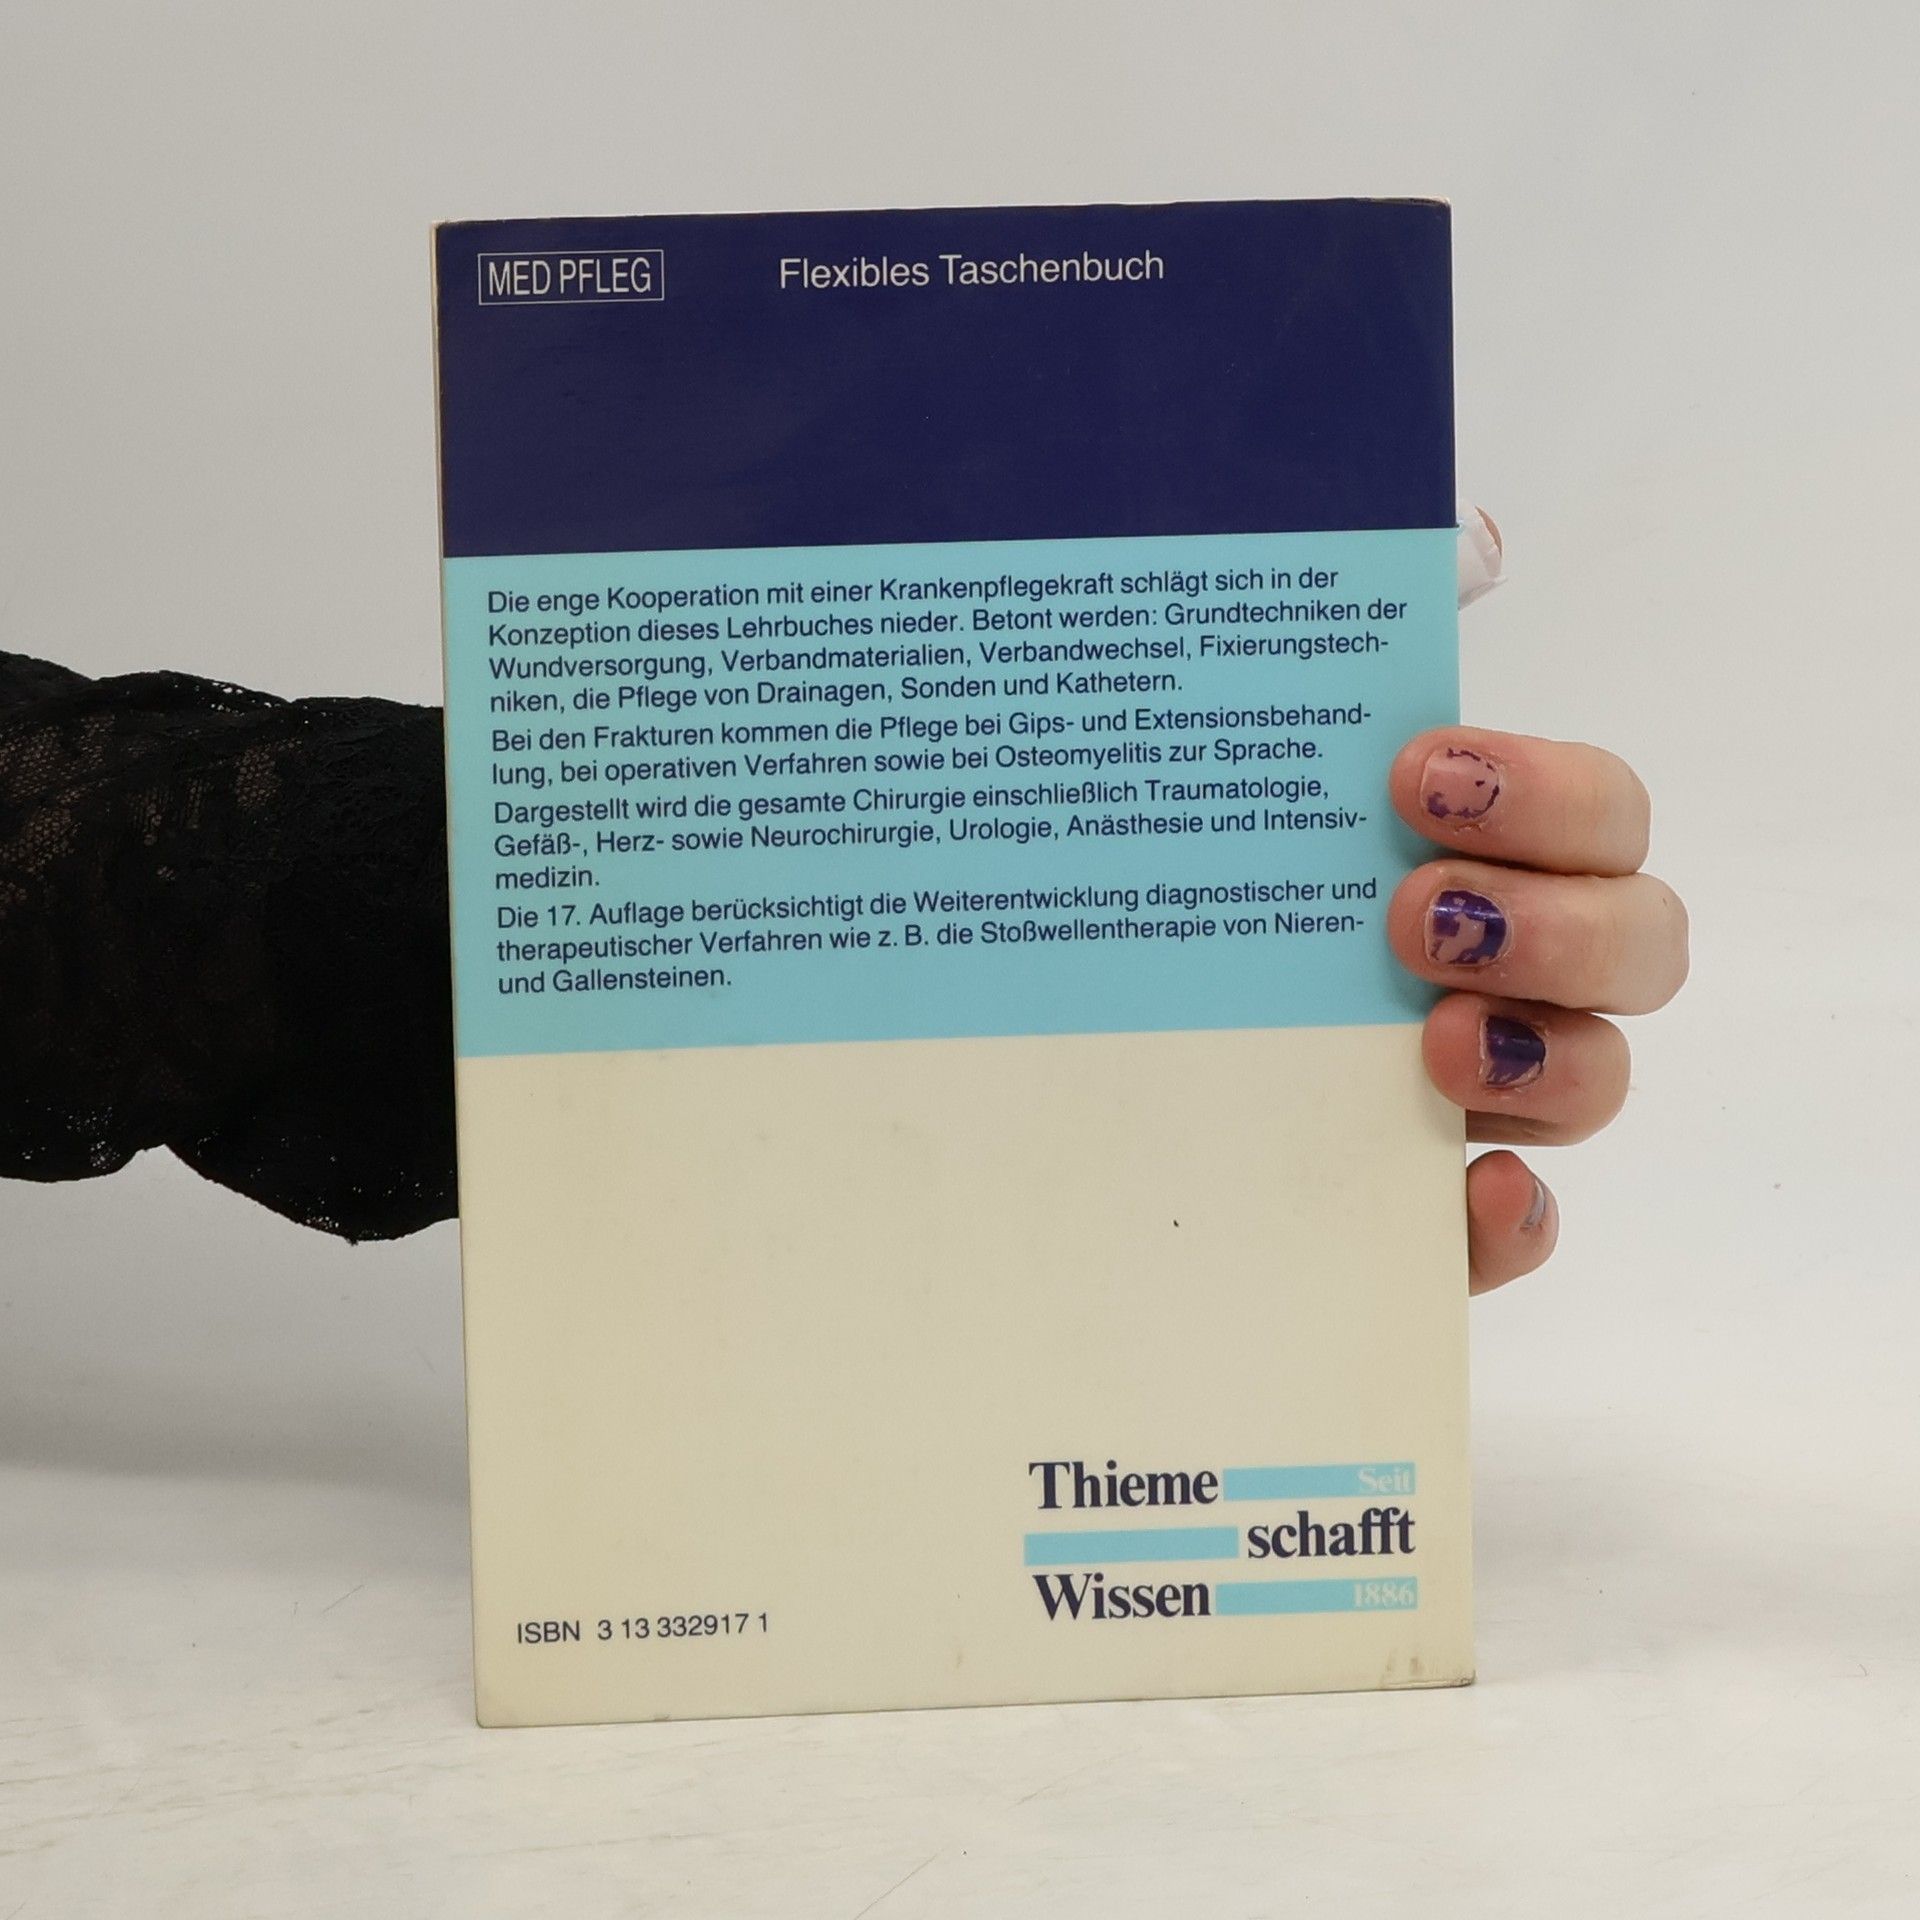 MED PFLEG Flexibles Taschenbuch
Die enge Kooperation mit einer Krankenpflegekraft schlägt sich in der
Konzeption dieses Lehrbuches nieder. Betont werden: Grundtechniken der
Wundversorgung, Verbandmaterialien, Verbandwechsel, Fixierungstech-
niken, die Pflege von Drainagen, Sonden und Kathetern.
Bei den Frakturen kommen die Pflege bei Gips- und Extensionsbehand-
lung, bei operativen Verfahren sowie bei Osteomyelitis zur Sprache.
Dargestellt wird die gesamte Chirurgie einschließlich Traumatologie,
Gefäß-, Herz- sowie Neurochirurgie, Urologie, Anästhesie und Intensiv-
medizin.
Die 17. Auflage berücksichtigt die Weiterentwicklung diagnostischer und
therapeutischer Verfahren wie z. B. die Stoßwellentherapie von Nieren-
und Gallensteinen.
Thieme Seit
schafft
Wissen 1886
ISBN 3 13 332917 1